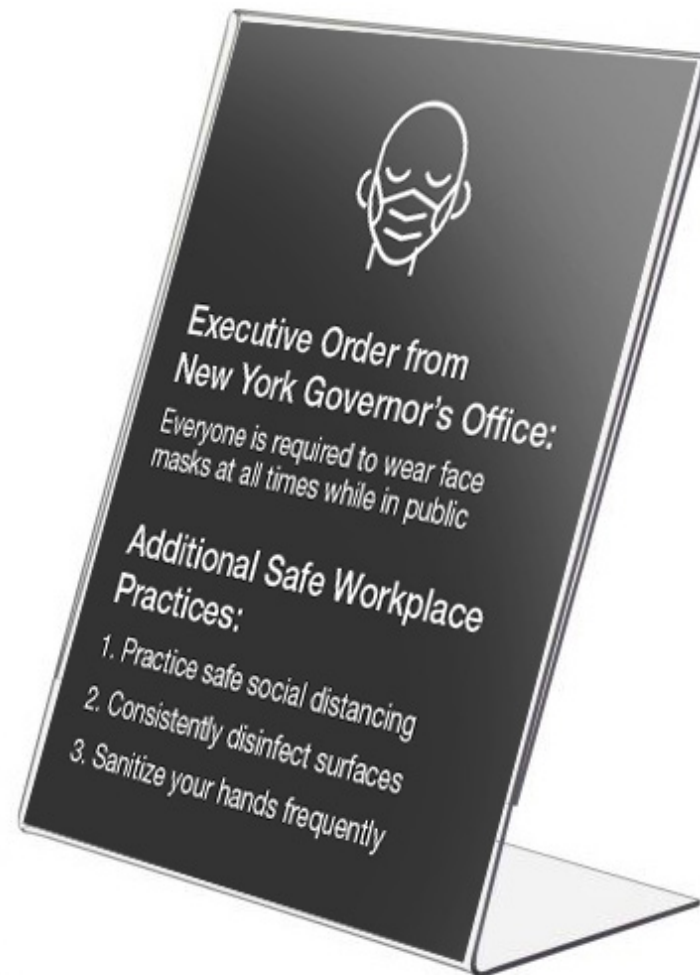 Executive Order from
New York Governor's Office:
Everyone is required to wear face
masks at all times while in public
Additional Safe Workplace
Practices:
1. Practice safe social distancing
2. Consistently disinfect surfaces
3. Sanitize your hands frequently